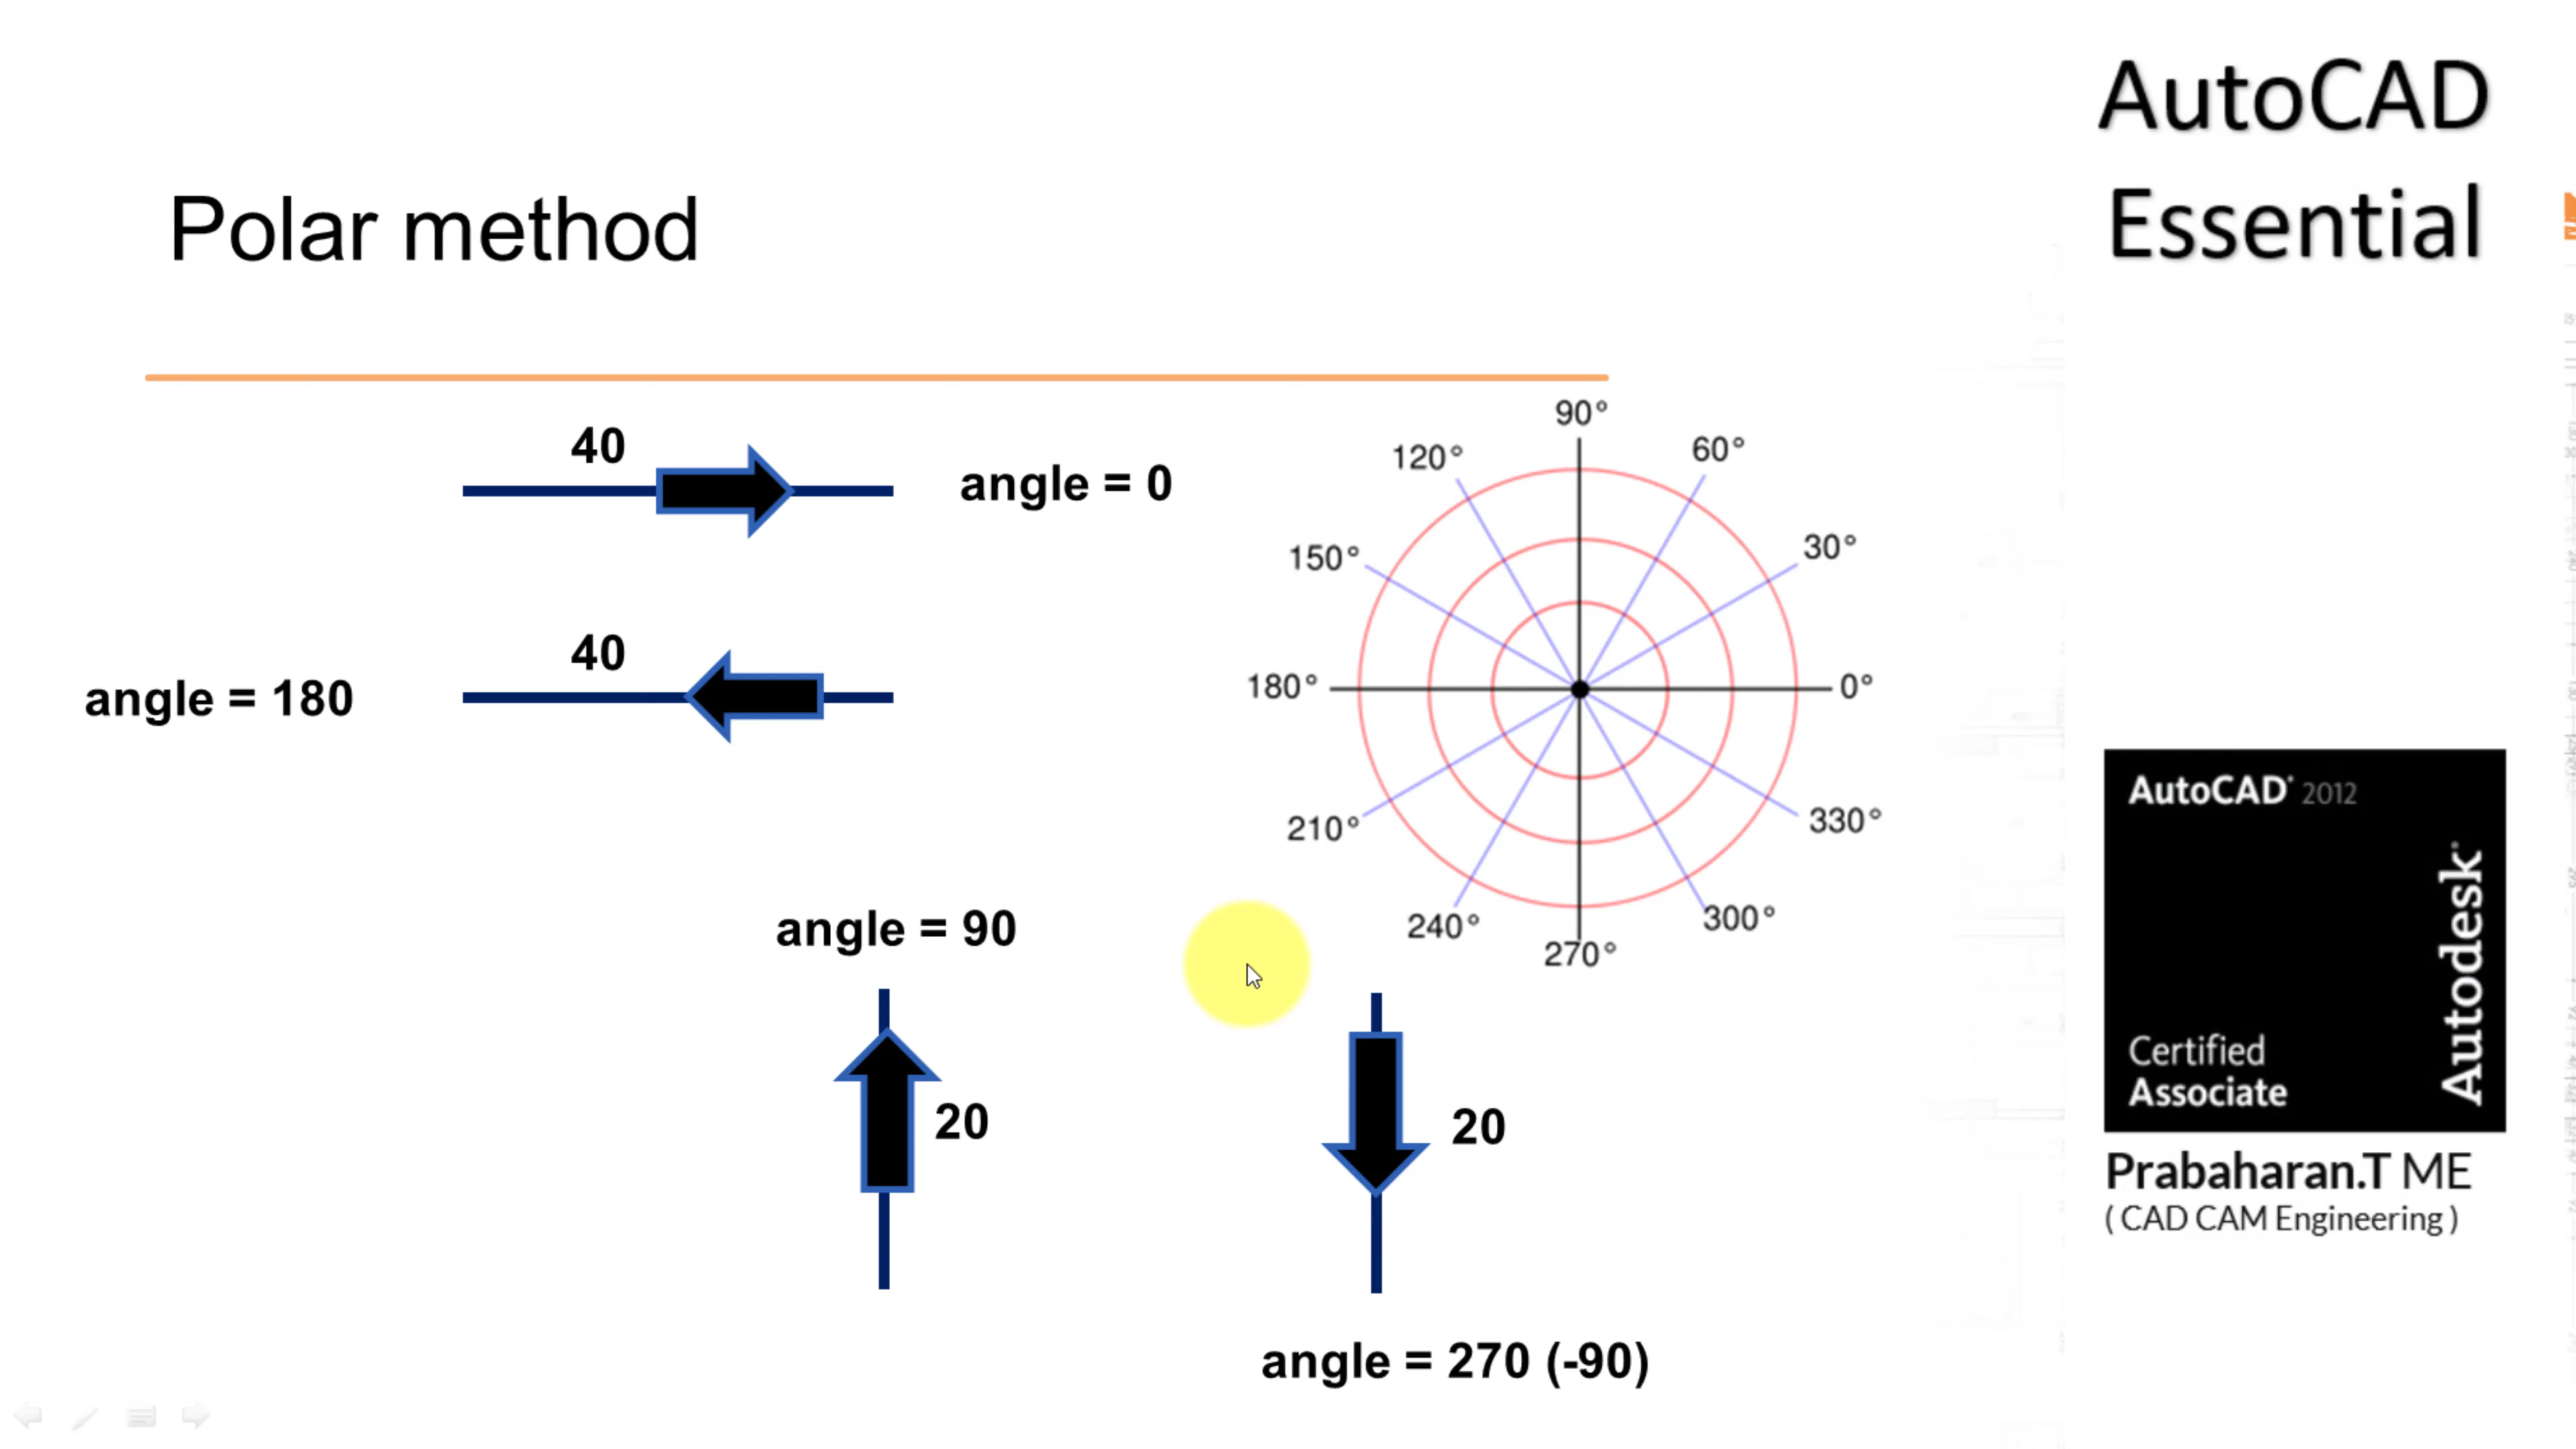 AutoCAD
Essential
Polar method
40
angle = 0
40
angle = 180
angle = 90
20
20
angle = 270 (-90)
90°
120°
60°
150°
30°
180°
0°
210°
330°
240°
300°
270°
AutoCAD 2012
Autodesk
Certified
Associate
Prabaharan.T ME
( CAD CAM Engineering )